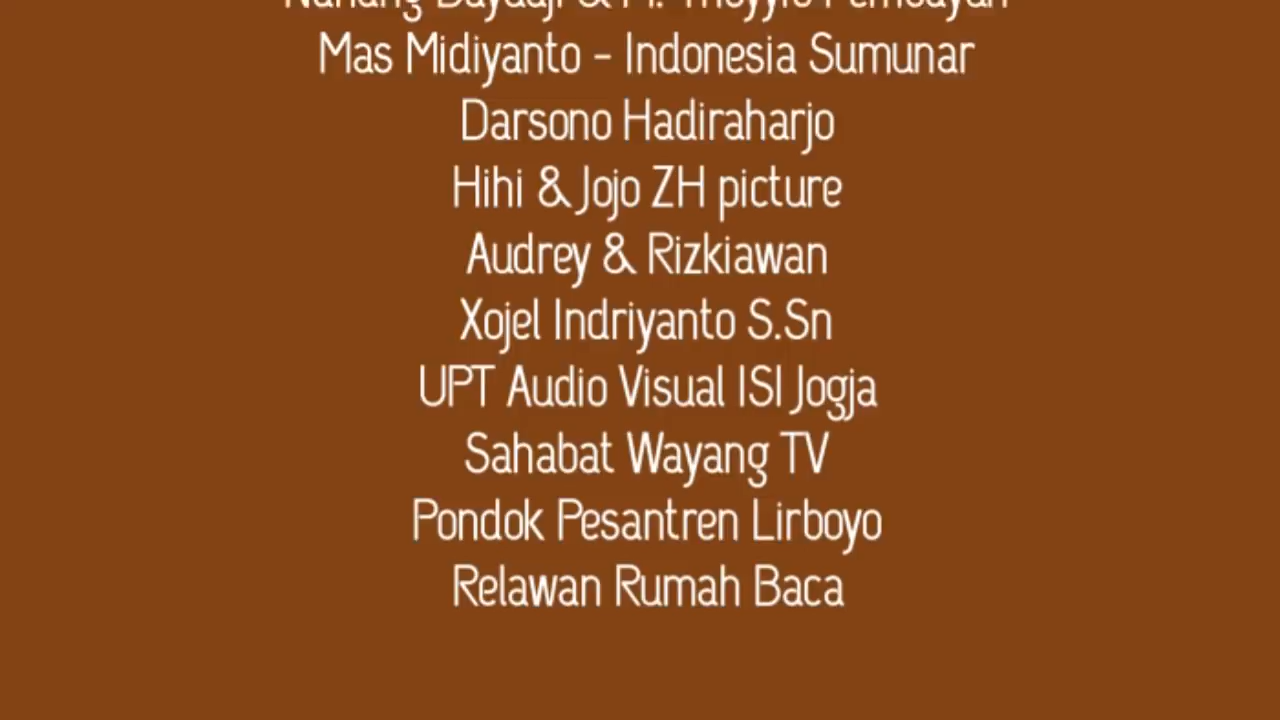 Nanang
Mas Midiyanto - Indonesia Sumunar
Darsono Hadiraharjo
Hihi & Jojo ZH picture
Audrey & Rizkiawan
Xojel Indriyanto S.Sn
UPT Audio Visual ISI Jogja
Sahabat Wayang TV
Pondok Pesantren Lirboyo
Relawan Rumah Baca